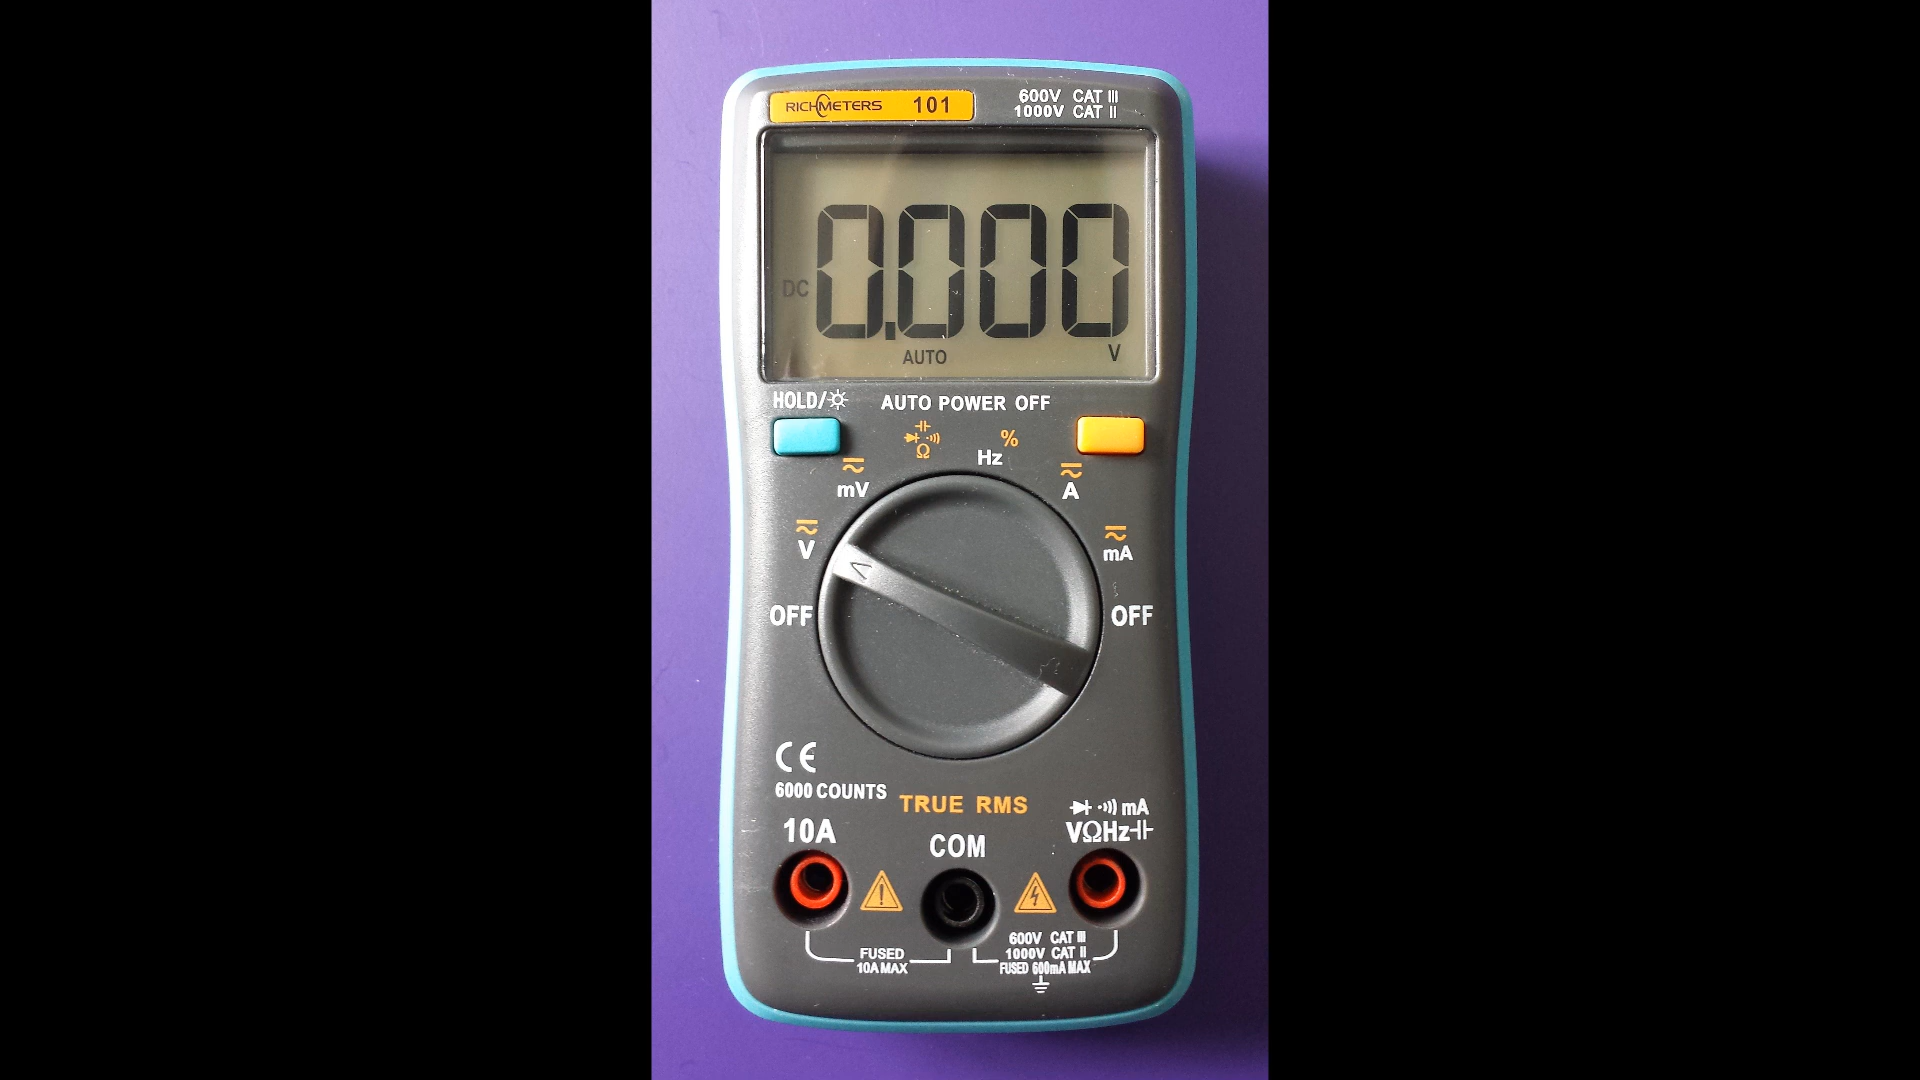 RICHMETERS 101
600V CAT III
1000V CAT II
DC
0.000
AUTO V
HOLD/
AUTO POWER OFF
%
Hz
Ω
mV
A
V
mA
OFF
OFF
CE
6000 COUNTS
TRUE RMS
mA
10A
COM
VΩHz
FUSED
10A MAX
600V CAT III
1000V CAT II
FUSED 600mA MAX